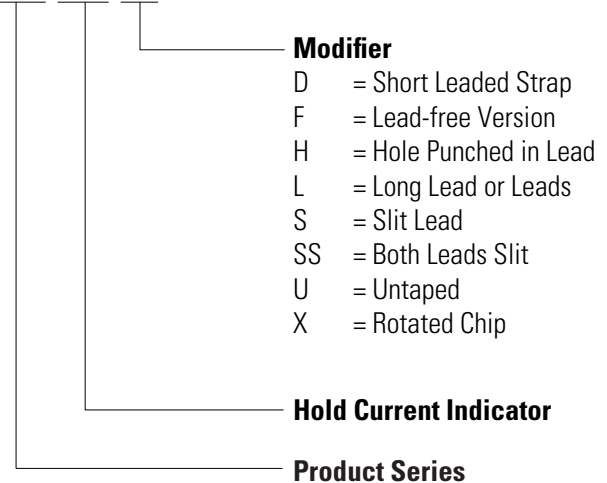 Modifier
D = Short Leaded Strap
F = Lead-free Version
H = Hole Punched in Lead
L = Long Lead or Leads
S = Slit Lead
SS = Both Leads Slit
U = Untaped
X = Rotated Chip
Hold Current Indicator
Product Series